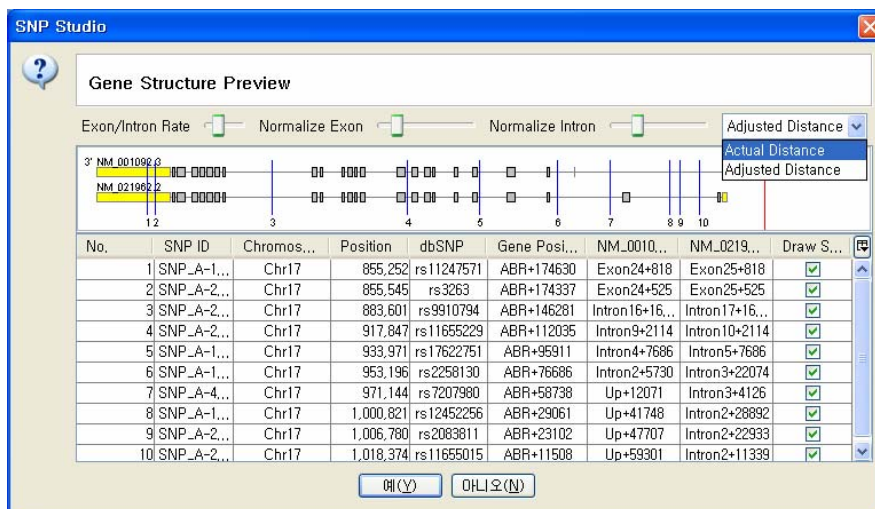 SNP Studio
Gene Structure Preview
Exon/Intron Rate Normalize Exon Normalize Intron Adjusted Distance
Actual Distance
Adjusted Distance
3' NM_001092.3
NM_021962.2
1 2 3 4 5 6 7 8 9 10
No. SNP ID Chromos... Position dbSNP Gene Posi... NM_0010... NM_0219... Draw S...
1 SNP_A-1... Chr17 855,252 rs11247571 ABR+174630 Exon24+818 Exon25+818
2 SNP_A-2... Chr17 855,545 rs3263 ABR+174337 Exon24+525 Exon25+525
3 SNP_A-2... Chr17 883,601 rs9910794 ABR+146281 Intron16+16... Intron17+16...
4 SNP_A-2... Chr17 917,847 rs11655229 ABR+112035 Intron9+2114 Intron10+2114
5 SNP_A-1... Chr17 933,971 rs17622751 ABR+95911 Intron4+7686 Intron5+7686
6 SNP_A-1... Chr17 953,196 rs2258130 ABR+76686 Intron2+5730 Intron3+22074
7 SNP_A-4... Chr17 971,144 rs7207980 ABR+58738 Up+12071 Intron3+4126
8 SNP_A-1... Chr17 1,000,821 rs12452256 ABR+29061 Up+41748 Intron2+28892
9 SNP_A-2... Chr17 1,006,780 rs2083811 ABR+23102 Up+47707 Intron2+22933
10 SNP_A-2... Chr17 1,018,374 rs11655015 ABR+11508 Up+59301 Intron2+11339
예(Y) 아니오(N)